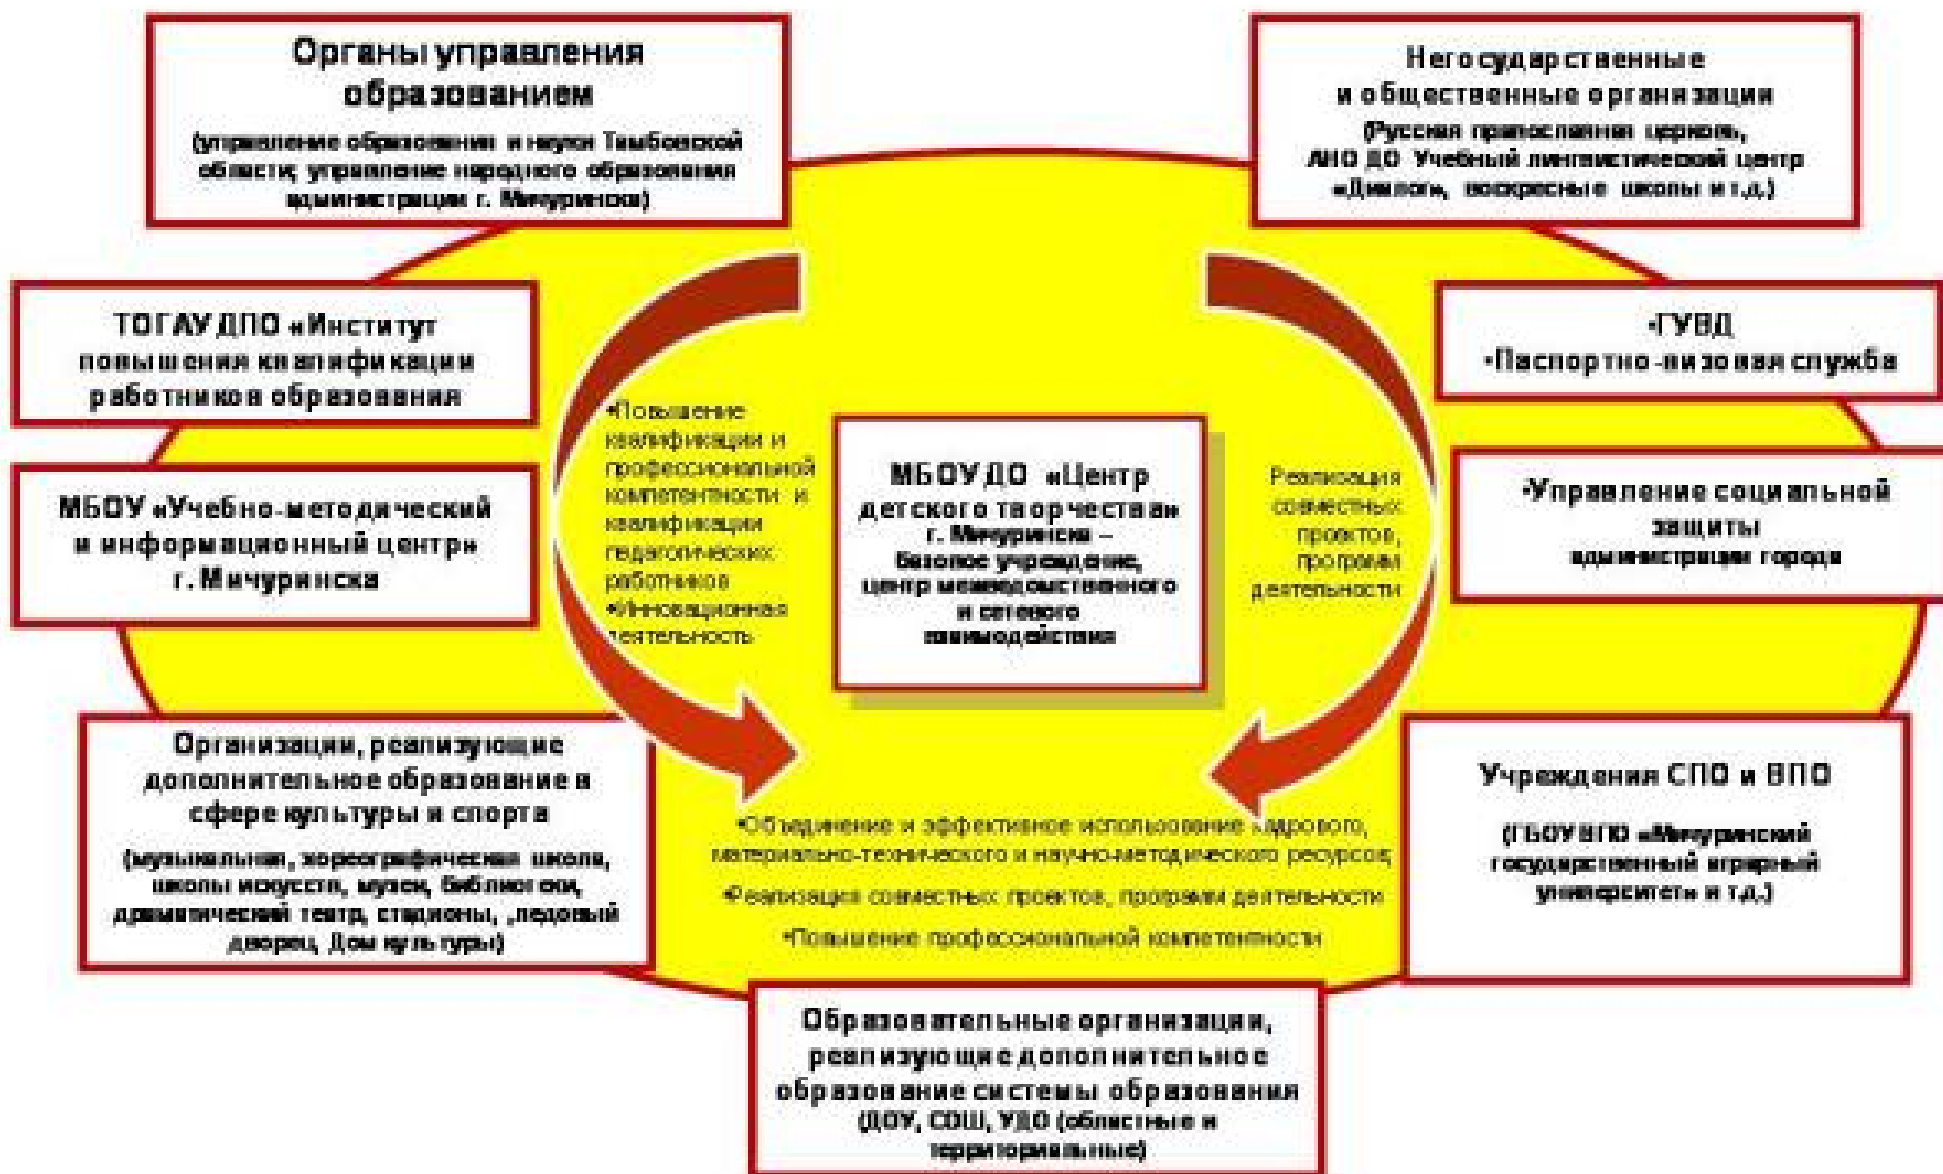 Органы управления
образованием
(управление образования и науки Тамбовской
области; управление народного образования
администрации г. Мичуринска)
Негосударственные
и общественные организации
(Русская православная церковь,
АНО ДО Учебный лингвистический центр
«Диалог», воскресные школы и т.д.)
ТОГАУ ДПО «Институт
повышения квалификации
работников образования
•ГУВД
•Паспортно-визовая служба
МБОУ «Учебно-методический
и информационный центр»
г. Мичуринска
•Повышение
квалификации и
профессиональной
компетентности и
квалификации
педагогических
работников
•Инновационная
деятельность
МБОУ ДО «Центр
детского творчества»
г. Мичуринска –
базовое учреждение,
центр межведомственного
и сетевого
взаимодействия
Реализация
совместных
проектов,
программ
деятельности
•Управление социальной
защиты
администрации города
Организации, реализующие
дополнительное образование в
сфере культуры и спорта
(музыкальная, хореографическая школа,
школы искусств, музеи, библиотеки,
драматический театр, стадионы, ,ледовый
дворец, Дом культуры)
Учреждения СПО и ВПО
(ГБОУ ВПО «Мичуринский
государственный аграрный
университет» и т.д.)
•Объединение и эффективное использование кадрового,
материально-технического и научно-методического ресурсов;
•Реализация совместных проектов, программ деятельности
•Повышение профессиональной компетентности
Образовательные организации,
реализующие дополнительное
образование системы образования
(ДОУ, СОШ, УДО (областные и
территориальные)